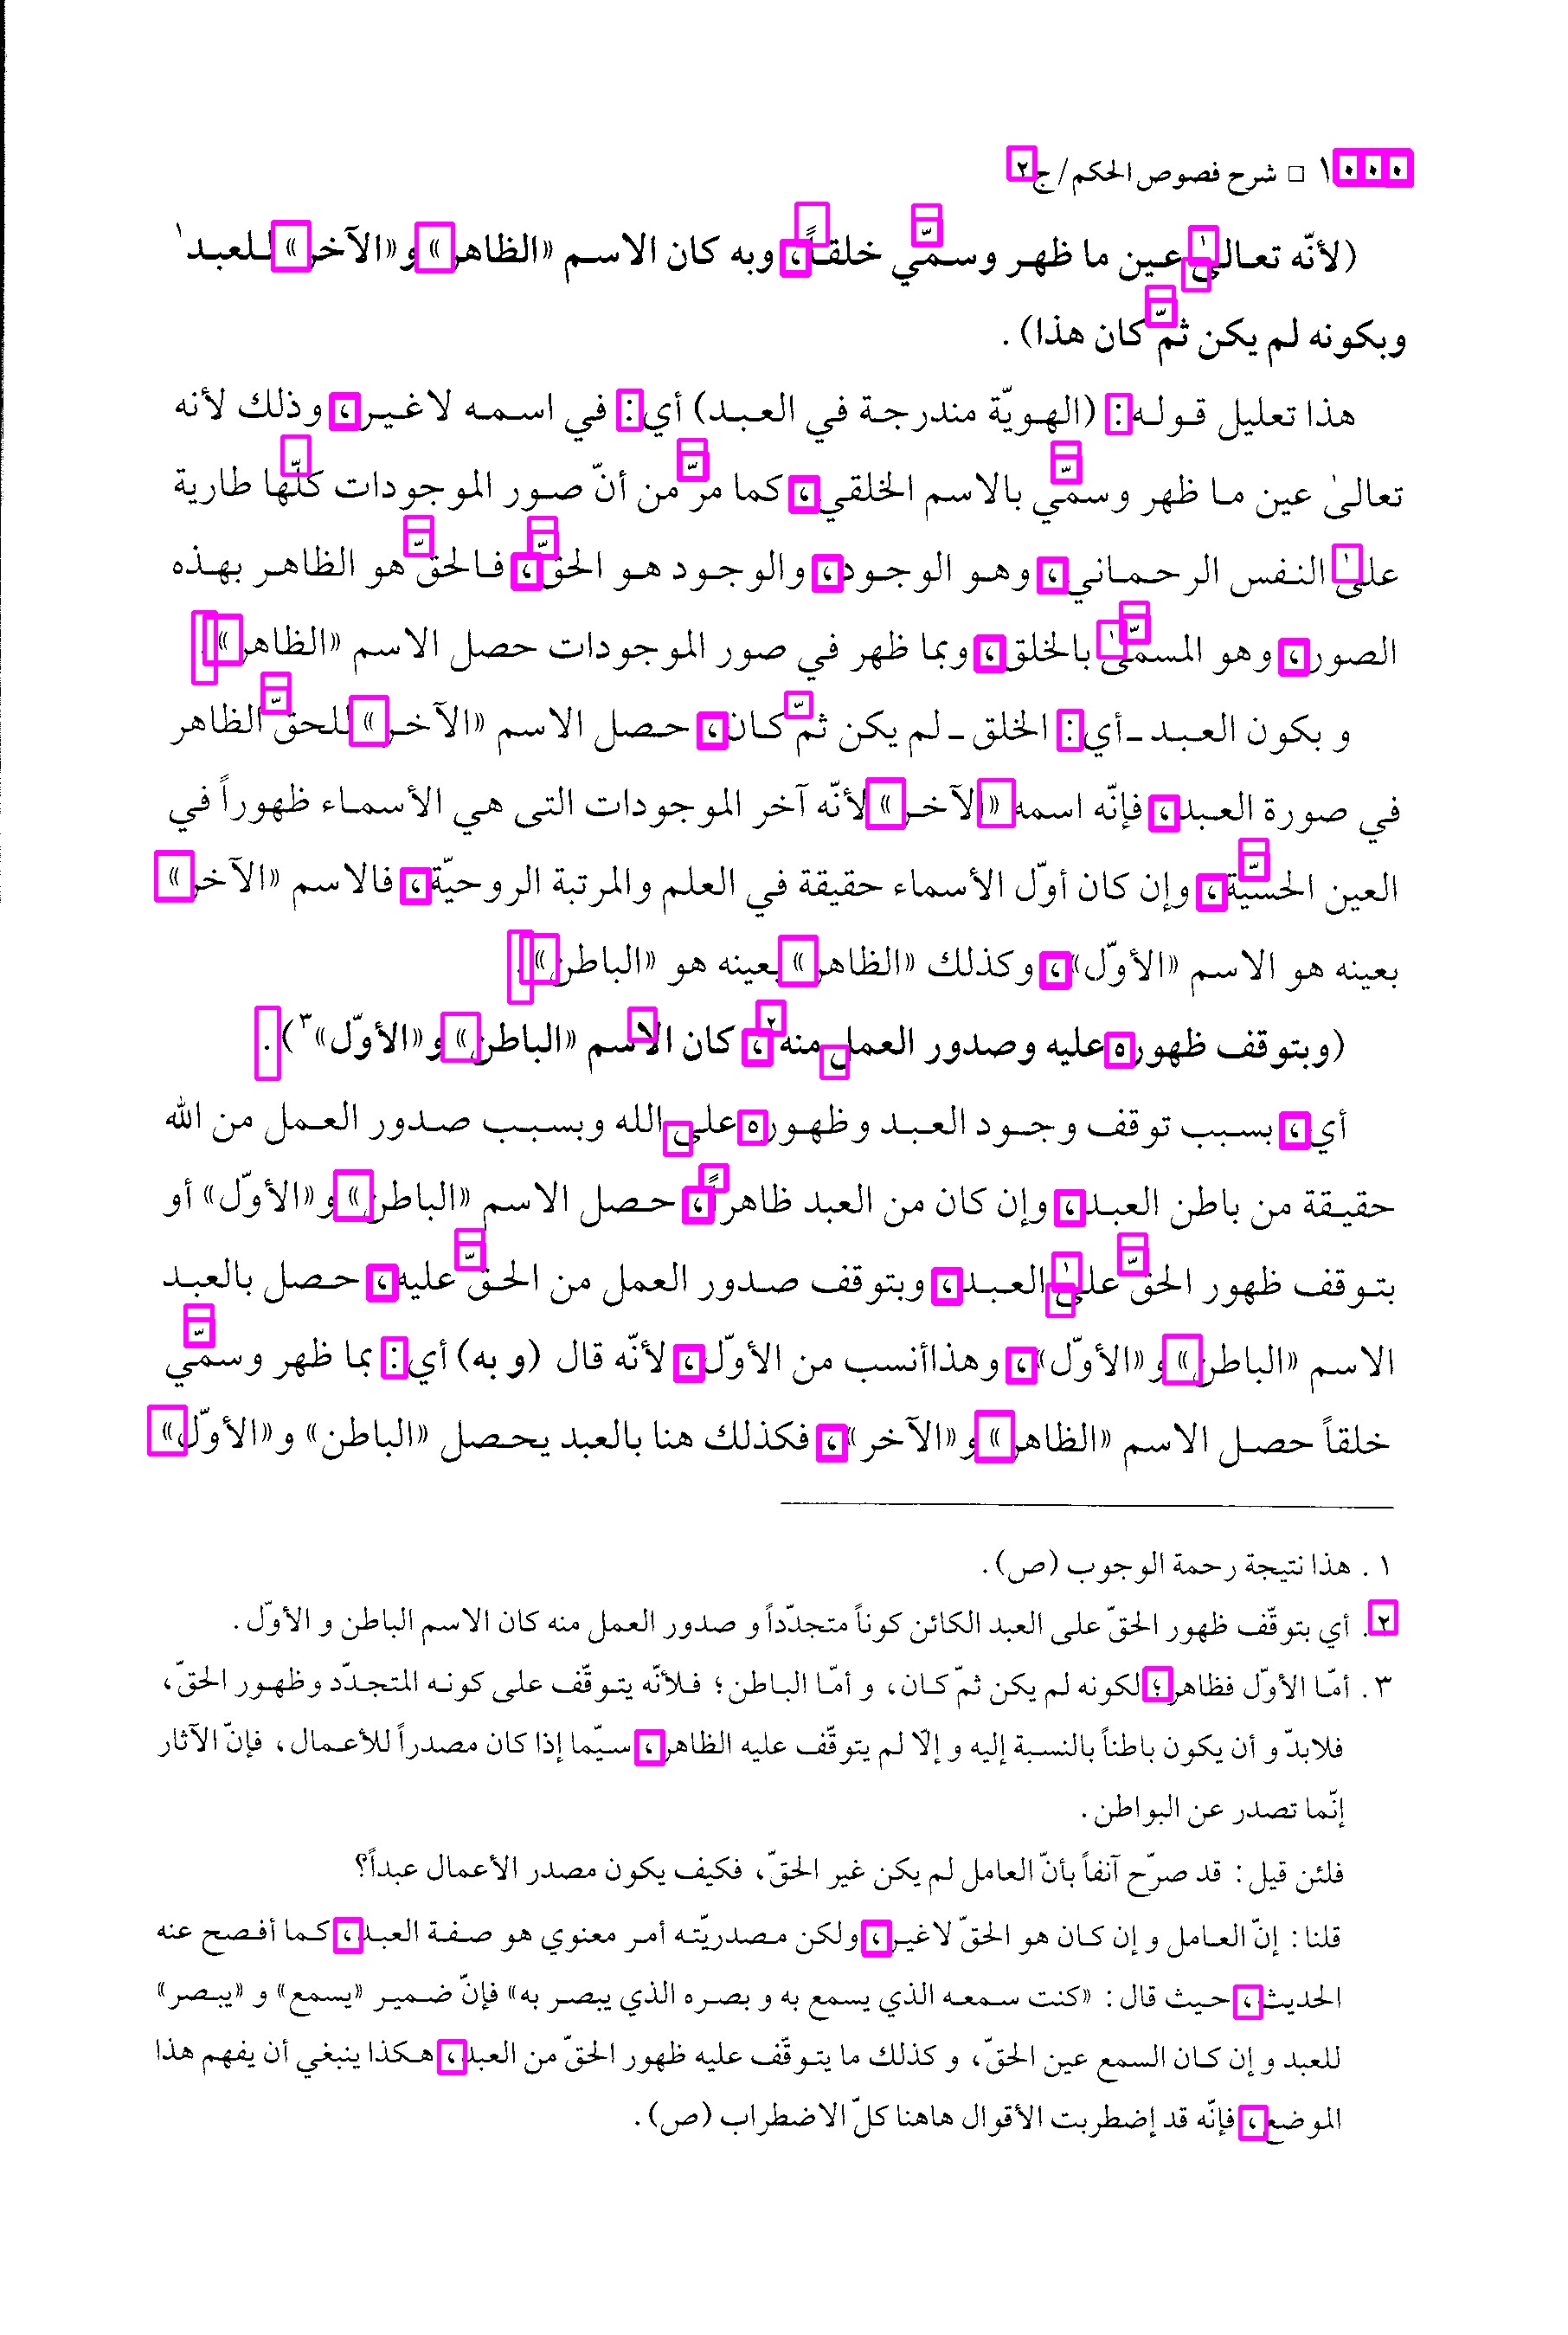 ١٠٠٠ □ شرح فصوص الحكم/ ج٢
(لأنّه تعالىٰ عين ما ظهر وسمّي خلقاً، وبه كان الاسم «الظاهر» و«الآخر» للعبد١
وبكونه لم يكن ثمّ كان هذا).
هذا تعليل قوله: (الهويّة مندرجة في العبد) أي: في اسمه لاغير، وذلك لأنه
تعالىٰ عين ما ظهر وسمّي بالاسم الخلقي، كما مرّ من أنّ صور الموجودات كلّها طارية
علىٰ النفس الرحماني، وهو الوجود، والوجود هو الحقّ، فالحقّ هو الظاهر بهذه
الصور، وهو المسمّىٰ بالخلق، وبما ظهر في صور الموجودات حصل الاسم «الظاهر».
و بكون العبد ـ أي: الخلق ـ لم يكن ثمّ كان، حصل الاسم «الآخر» للحقّ الظاهر
في صورة العبد، فإنّه اسمه «الآخر» لأنّه آخر الموجودات التى هي الأسماء ظهوراً في
العين الحسّية، وإن كان أوّل الأسماء حقيقة في العلم والمرتبة الروحيّة، فالاسم «الآخر»
بعينه هو الاسم «الأوّل»، وكذلك «الظاهر» بعينه هو «الباطن».
(وبتوقف ظهوره عليه وصدور العمل منه٢، كان الاسم «الباطن» و«الأوّل»٣).
أي، بسبب توقف وجود العبد وظهوره على الله وبسبب صدور العمل من الله
حقيقة من باطن العبد، وإن كان من العبد ظاهراً، حصل الاسم «الباطن» و«الأوّل» أو
بتوقف ظهور الحقّ علىٰ العبد، وبتوقف صدور العمل من الحقّ عليه، حصل بالعبد
الاسم «الباطن» و«الأوّل»، وهذاأنسب من الأوّل، لأنّه قال (و به) أي: بما ظهر وسمّي
خلقاً حصل الاسم «الظاهر» و«الآخر»، فكذلك هنا بالعبد يحصل «الباطن» و«الأوّل»
١. هذا نتيجة رحمة الوجوب (ص).
٢. أي بتوقّف ظهور الحقّ على العبد الكائن كوناً متجدّداً و صدور العمل منه كان الاسم الباطن و الأوّل.
٣. أمّا الأوّل فظاهر؛ لكونه لم يكن ثمّ كان، و أمّا الباطن؛ فلأنّه يتوقّف على كونه المتجدّد وظهور الحقّ،
فلابدّ و أن يكون باطناً بالنسبة إليه و إلّا لم يتوقّف عليه الظاهر، سيّما إذا كان مصدراً للأعمال، فإنّ الآثار
إنّما تصدر عن البواطن.
فلئن قيل: قد صرّح آنفاً بأنّ العامل لم يكن غير الحقّ، فكيف يكون مصدر الأعمال عبداً؟
قلنا: إنّ العامل و إن كان هو الحقّ لاغير، ولكن مصدريّته أمر معنوي هو صفة العبد، كما أفصح عنه
الحديث، حيث قال: «كنت سمعه الذي يسمع به و بصره الذي يبصر به» فإنّ ضمير «يسمع» و «يبصر»
للعبد و إن كان السمع عين الحقّ، و كذلك ما يتوقّف عليه ظهور الحقّ من العبد، هكذا ينبغي أن يفهم هذا
الموضع، فإنّه قد إضطربت الأقوال هاهنا كلّ الاضطراب (ص).